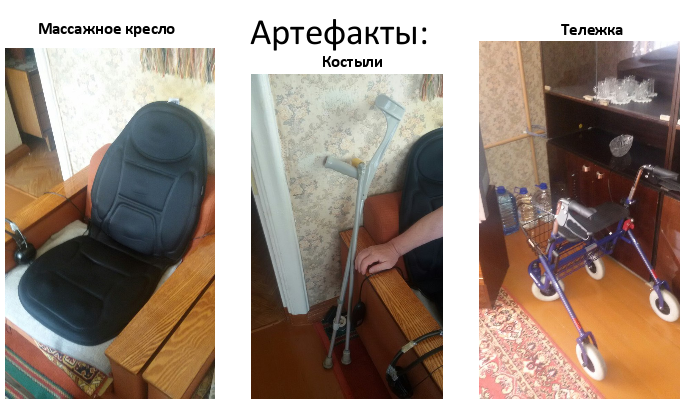 Артефакты:
Массажное кресло
Костыли
Тележка